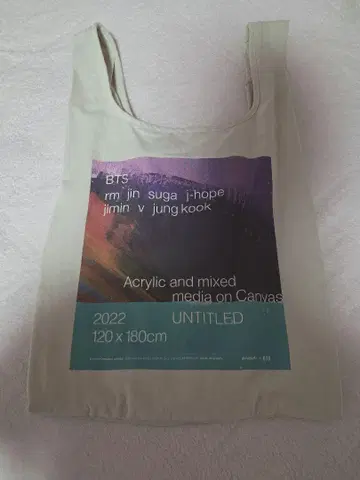 BTS
rm jin suga j-hope
jimin v jung kook
Acrylic and mixed
media on Canvas
2022 UNTITLED
120 x 180cm